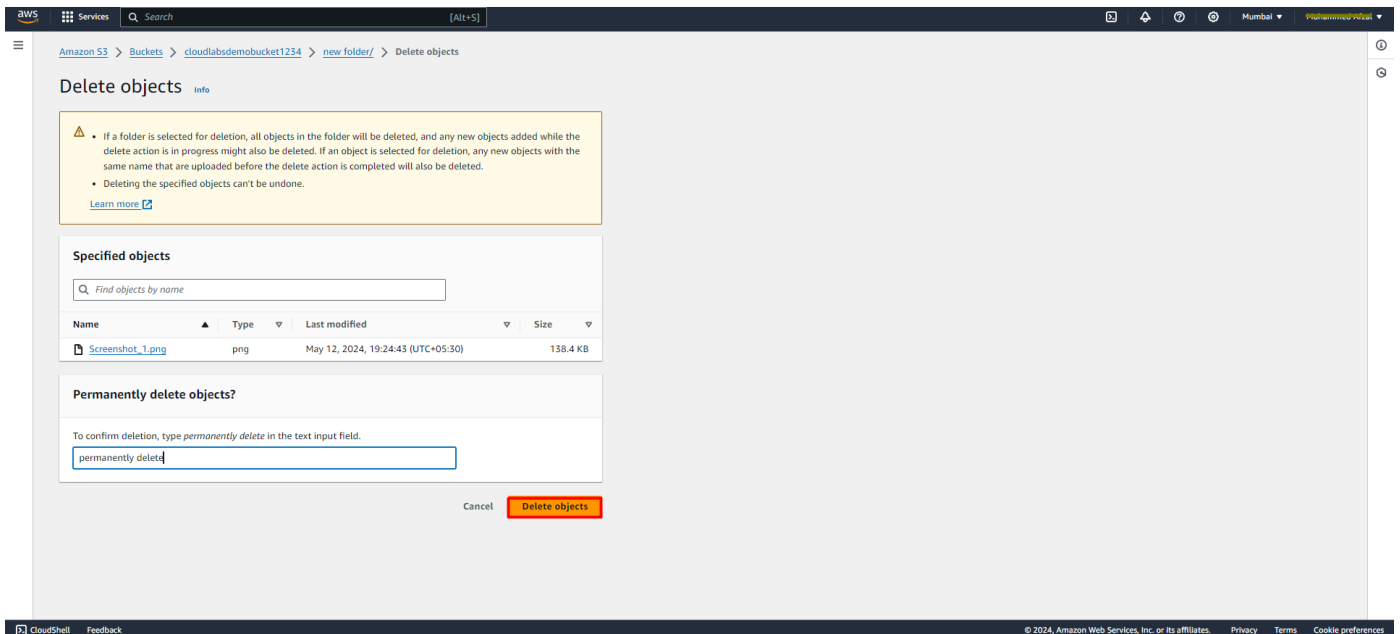 aws Services Search [Alt+S] Mumbai
Amazon S3 > Buckets > cloudlabsdemobucket1234 > new folder/ > Delete objects
Delete objects Info
• If a folder is selected for deletion, all objects in the folder will be deleted, and any new objects added while the
delete action is in progress might also be deleted. If an object is selected for deletion, any new objects with the
same name that are uploaded before the delete action is completed will also be deleted.
• Deleting the specified objects can't be undone.
Learn more
Specified objects
Find objects by name
Name Type Last modified Size
Screenshot_1.png png May 12, 2024, 19:24:43 (UTC+05:30) 138.4 KB
Permanently delete objects?
To confirm deletion, type permanently delete in the text input field.
permanently delete
Cancel Delete objects
CloudShell Feedback © 2024, Amazon Web Services, Inc. or its affiliates. Privacy Terms Cookie preferences